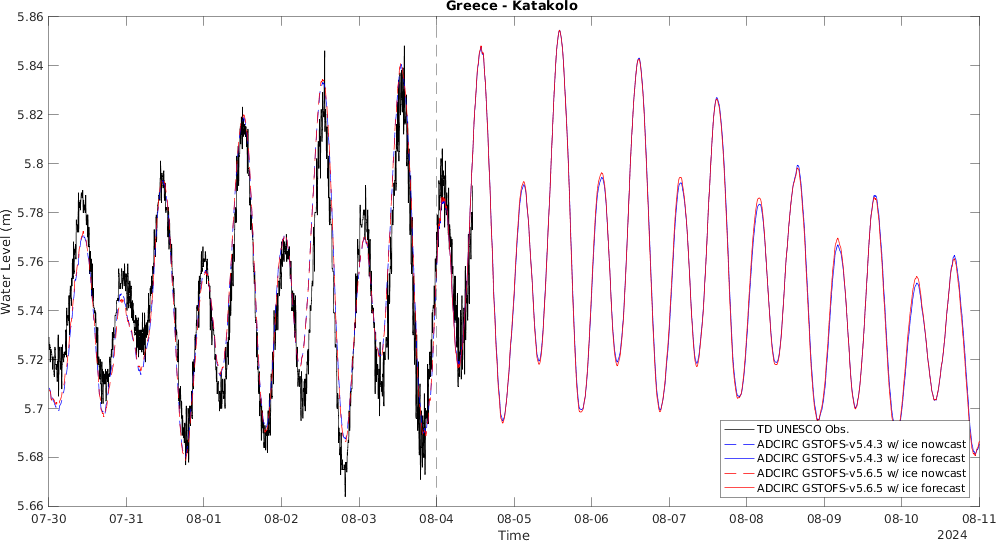 Greece - Katakolo
Water Level (m)
5.86
5.84
5.82
5.8
5.78
5.76
5.74
5.72
5.7
5.68
5.66
07-30 07-31 08-01 08-02 08-03 08-04 08-05 08-06 08-07 08-08 08-09 08-10 08-11
Time
2024
TD UNESCO Obs.
ADCIRC GSTOFS-v5.4.3 w/ ice nowcast
ADCIRC GSTOFS-v5.4.3 w/ ice forecast
ADCIRC GSTOFS-v5.6.5 w/ ice nowcast
ADCIRC GSTOFS-v5.6.5 w/ ice forecast